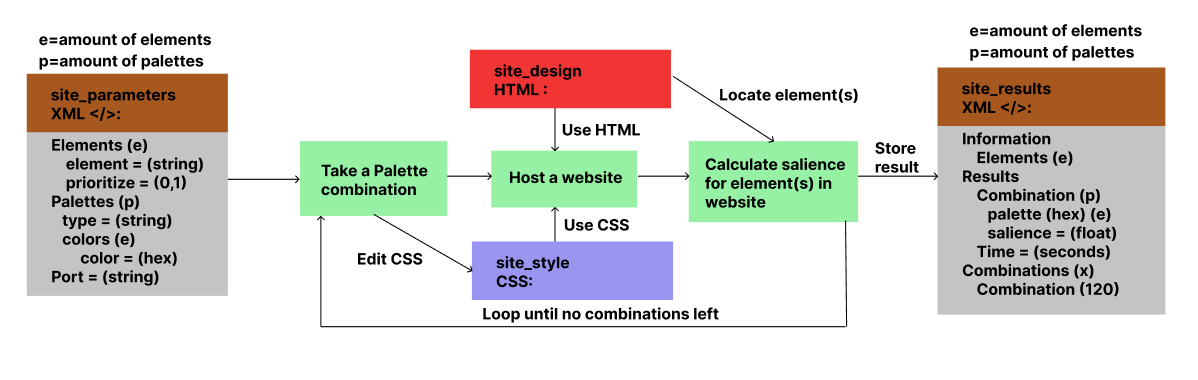 e=amount of elements
p=amount of palettes
site_parameters
XML </>:
Elements (e)
element = (string)
prioritize = (0,1)
Palettes (p)
type = (string)
colors (e)
color = (hex)
Port = (string)
Take a Palette
combination
Edit CSS
site_design
HTML :
Use HTML
Host a website
Use CSS
site_style
CSS:
Locate element(s)
Calculate salience
for element(s) in
website
Loop until no combinations left
Store
result
e=amount of elements
p=amount of palettes
site_results
XML </>:
Information
Elements (e)
Results
Combination (p)
palette (hex) (e)
salience = (float)
Time = (seconds)
Combinations (x)
Combination (120)